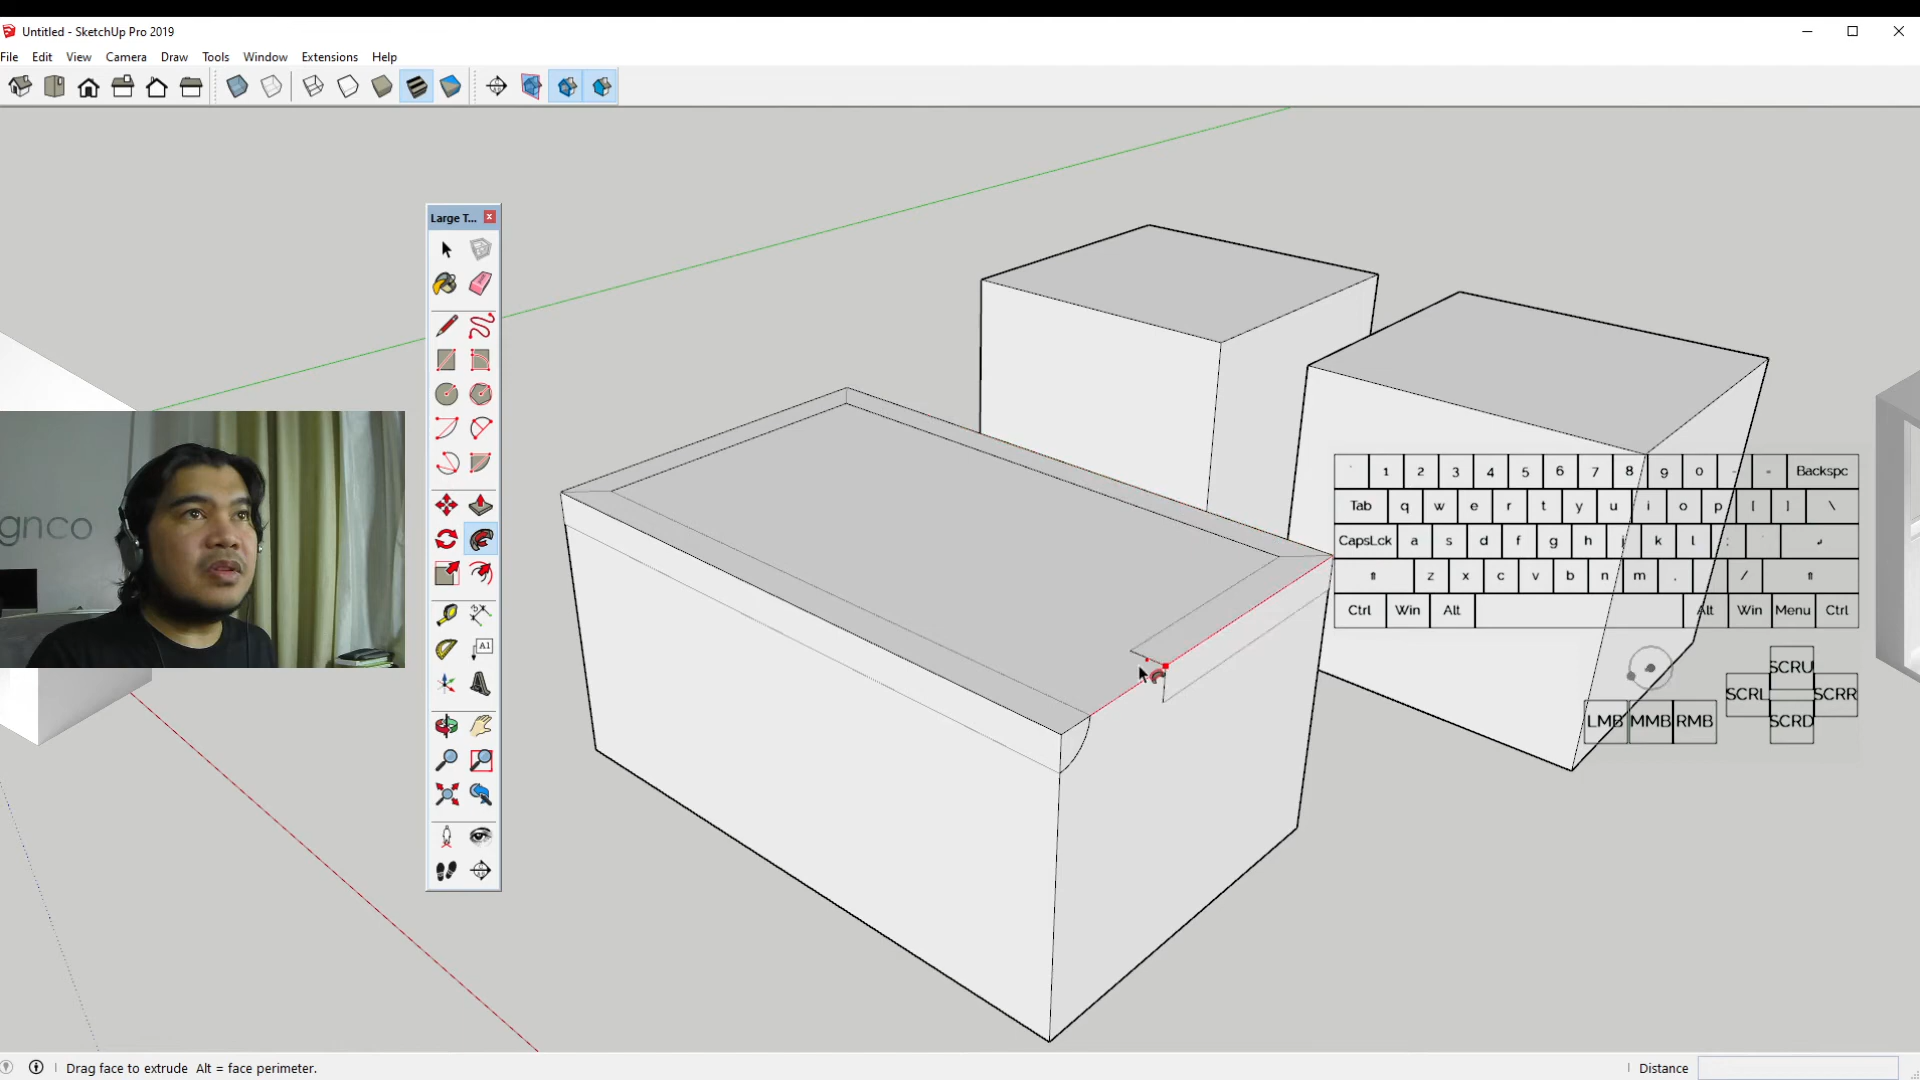 Untitled - SketchUp Pro 2019
File Edit View Camera Draw Tools Window Extensions Help
Large T...
A1
gnco
` 1 2 3 4 5 6 7 8 9 0 - = Backspc
Tab q w e r t y u i o p [ ] \
CapsLck a s d f g h j k l ;
z x c v b n m . /
Ctrl Win Alt Alt Win Menu Ctrl
SCRU
SCRL SCRR
LMB MMB RMB SCRD
Drag face to extrude Alt = face perimeter.
Distance